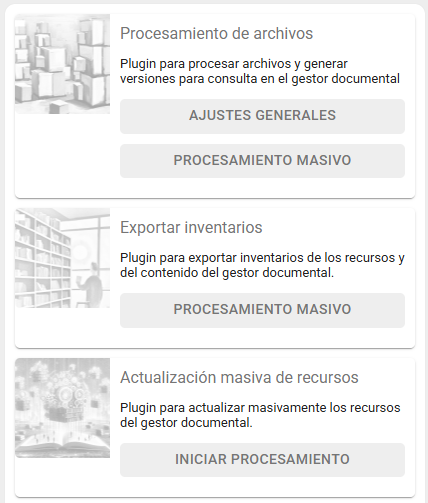 Procesamiento de archivos
Plugin para procesar archivos y generar
versiones para consulta en el gestor documental
AJUSTES GENERALES
PROCESAMIENTO MASIVO
Exportar inventarios
Plugin para exportar inventarios de los recursos y
del contenido del gestor documental.
PROCESAMIENTO MASIVO
Actualización masiva de recursos
Plugin para actualizar masivamente los recursos
del gestor documental.
INICIAR PROCESAMIENTO